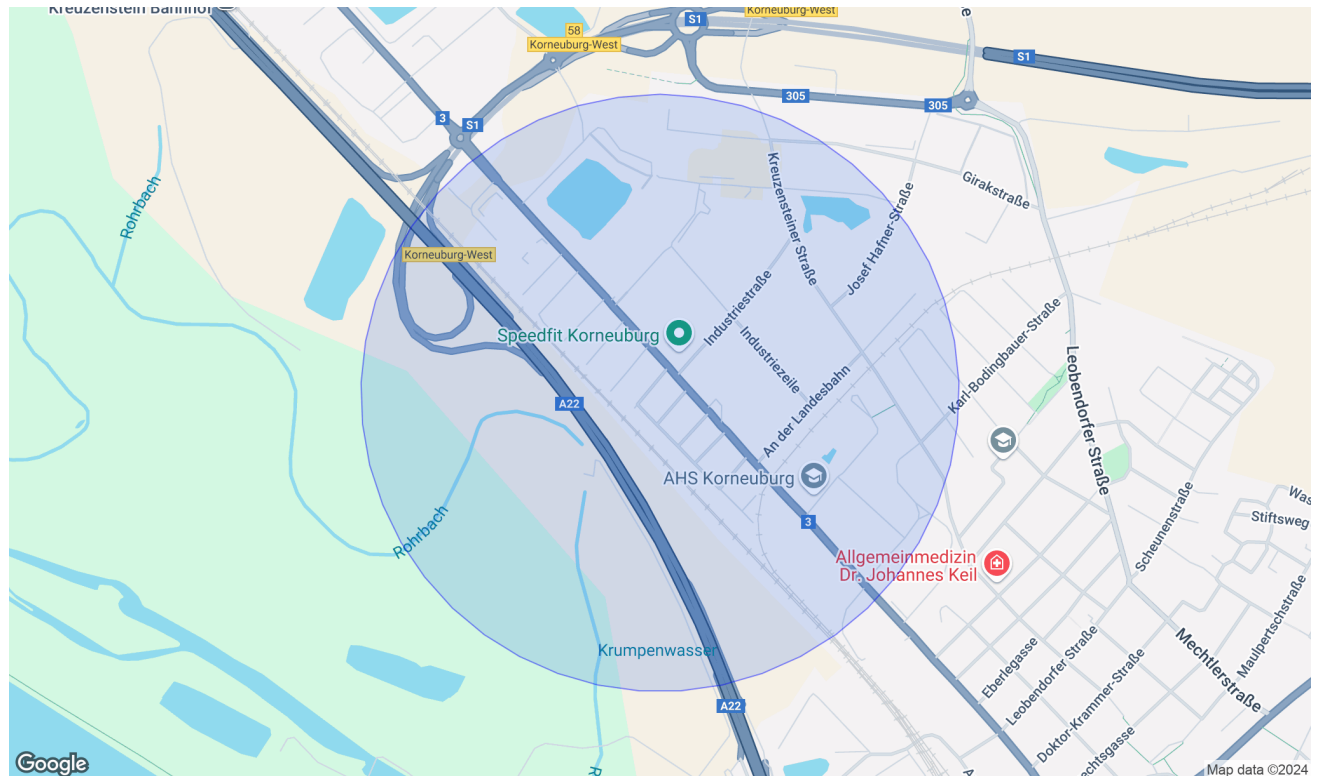 Kreuzenstein Bahnhof
S1
Korneuburg-West
58
Korneuburg-West
S1
305
305
3
S1
Rohrbach
Kreuzensteiner Straße
Girakstraße
Josef Hafner-Straße
Korneuburg-West
Speedfit Korneuburg
Industriestraße
Industriezeile
Karl-Bodingbauer-Straße
Leobendorfer Straße
An der Landesbahn
A22
AHS Korneuburg
3
Rohrbach
Scheunenstraße
Stiftsweg
Allgemeinmedizin
Dr. Johannes Keil
Krumpenwasser
Eberlegasse
Leobendorfer Straße
Doktor-Krammer-Straße
Mechtlerstraße
Maulpertschstraße
A22
Google
Map data ©2024